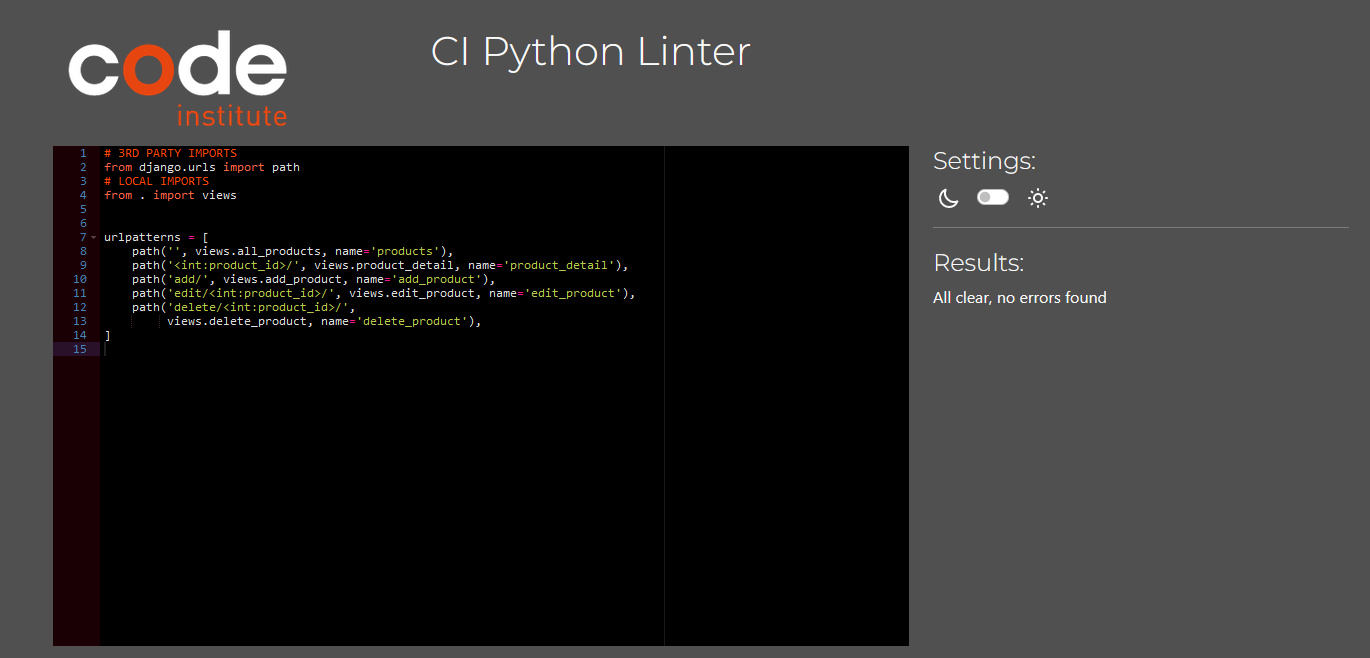 code
institute
CI Python Linter
1 # 3RD PARTY IMPORTS
2 from django.urls import path
3 # LOCAL IMPORTS
4 from . import views
5
6
7 urlpatterns = [
8     path('', views.all_products, name='products'),
9     path('<int:product_id>/', views.product_detail, name='product_detail'),
10     path('add/', views.add_product, name='add_product'),
11     path('edit/<int:product_id>/', views.edit_product, name='edit_product'),
12     path('delete/<int:product_id>/',
13          views.delete_product, name='delete_product'),
14 ]
15
Settings:
Results:
All clear, no errors found